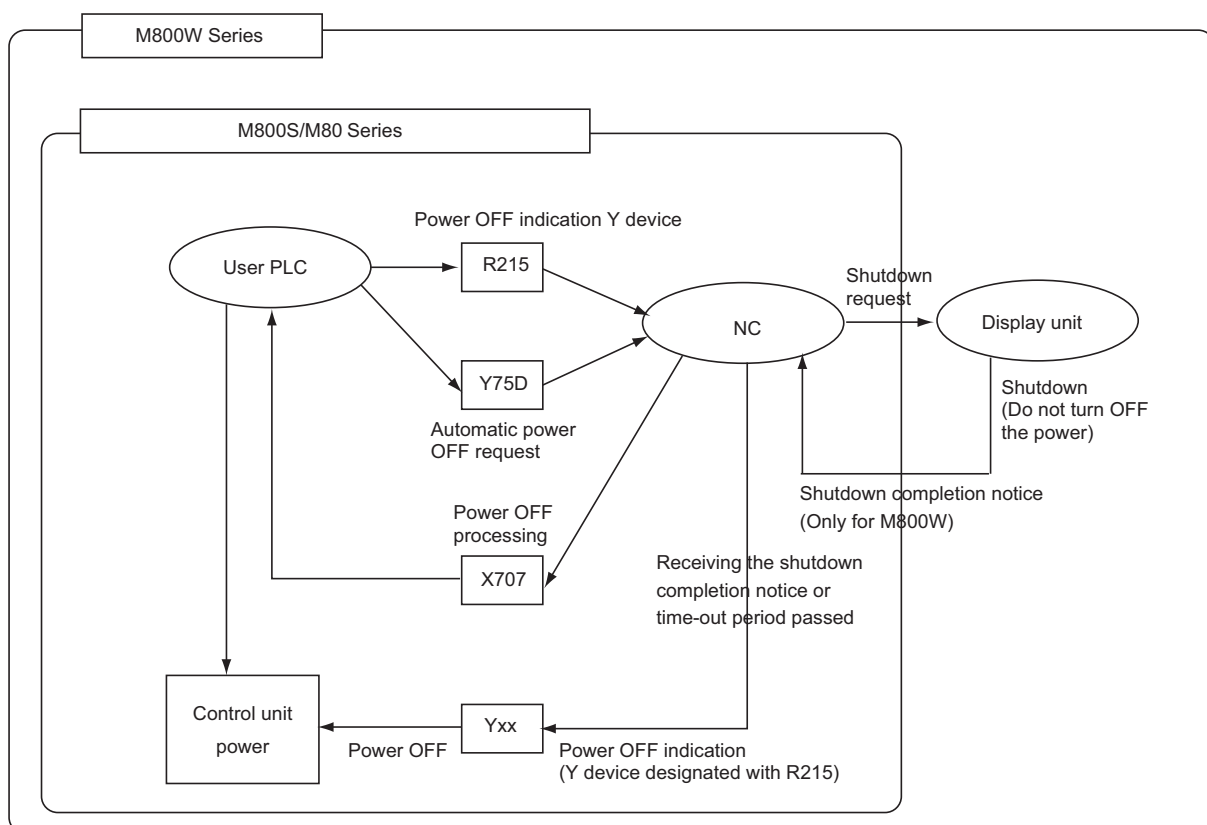 M800W Series
M800S/M80 Series
Power OFF indication Y device
User PLC
R215
Shutdown
request
NC
Display unit
Y75D
Automatic power
OFF request
Shutdown
(Do not turn OFF
the power)
Shutdown completion notice
(Only for M800W)
Power OFF
processing
X707
Receiving the shutdown
completion notice or
time-out period passed
Control unit
power
Power OFF
Yxx
Power OFF indication
(Y device designated with R215)